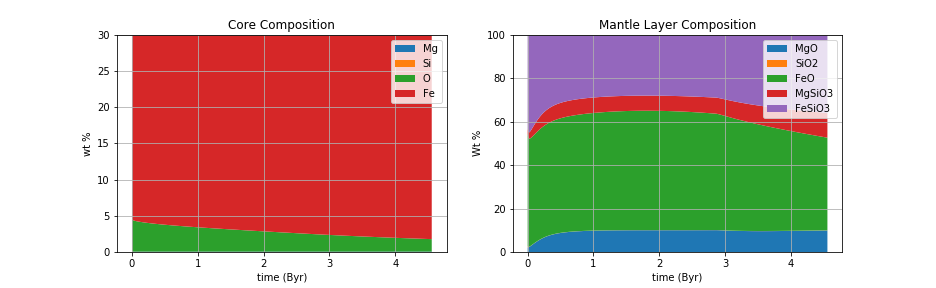 Core Composition
30
25
20
15
10
5
0
wt %
0 1 2 3 4
time (Byr)
Mg
Si
O
Fe
Mantle Layer Composition
100
80
60
40
20
0
Wt %
0 1 2 3 4
time (Byr)
MgO
SiO2
FeO
MgSiO3
FeSiO3